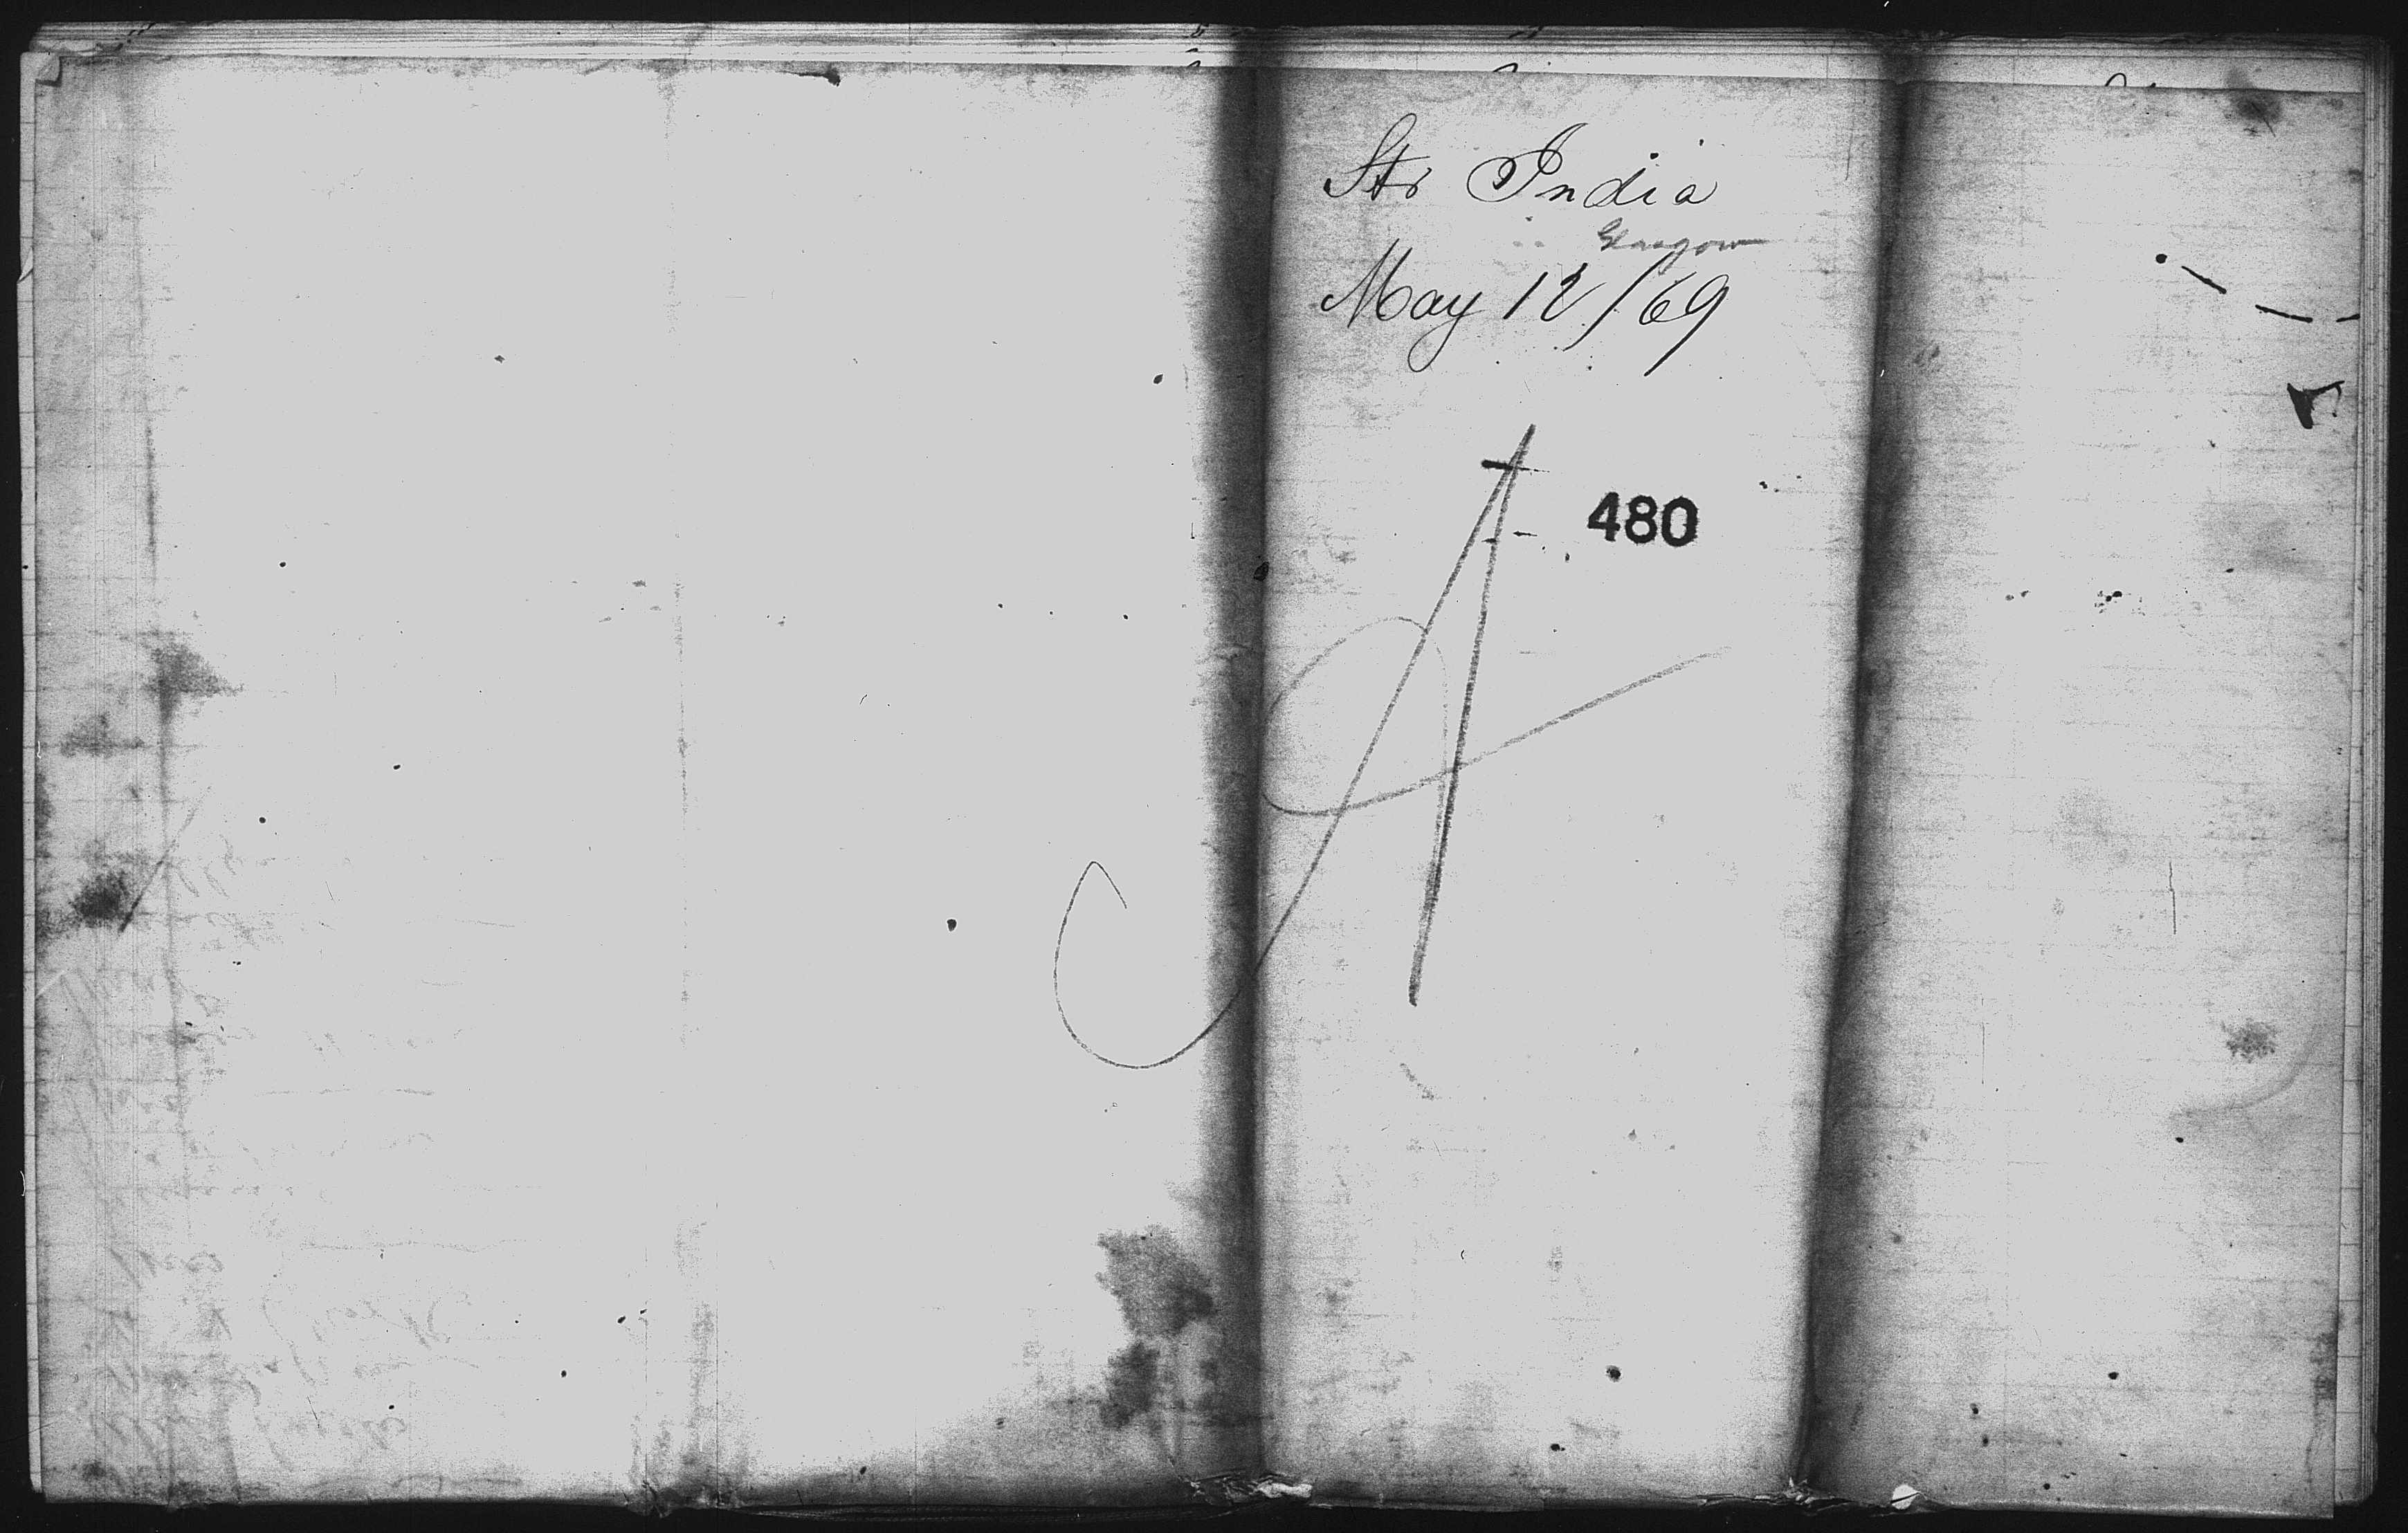 Str India
Glasgow
May 12/69
480
A